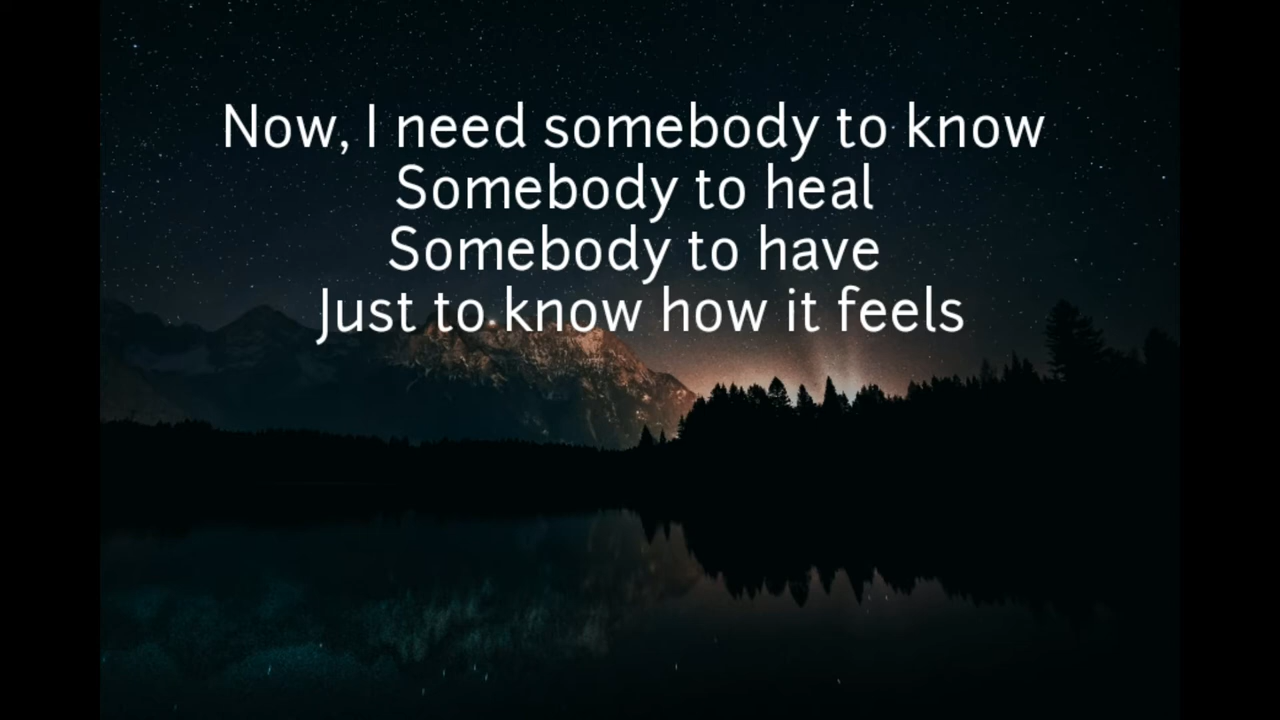 Now, I need somebody to know
Somebody to heal
Somebody to have
Just to know how it feels